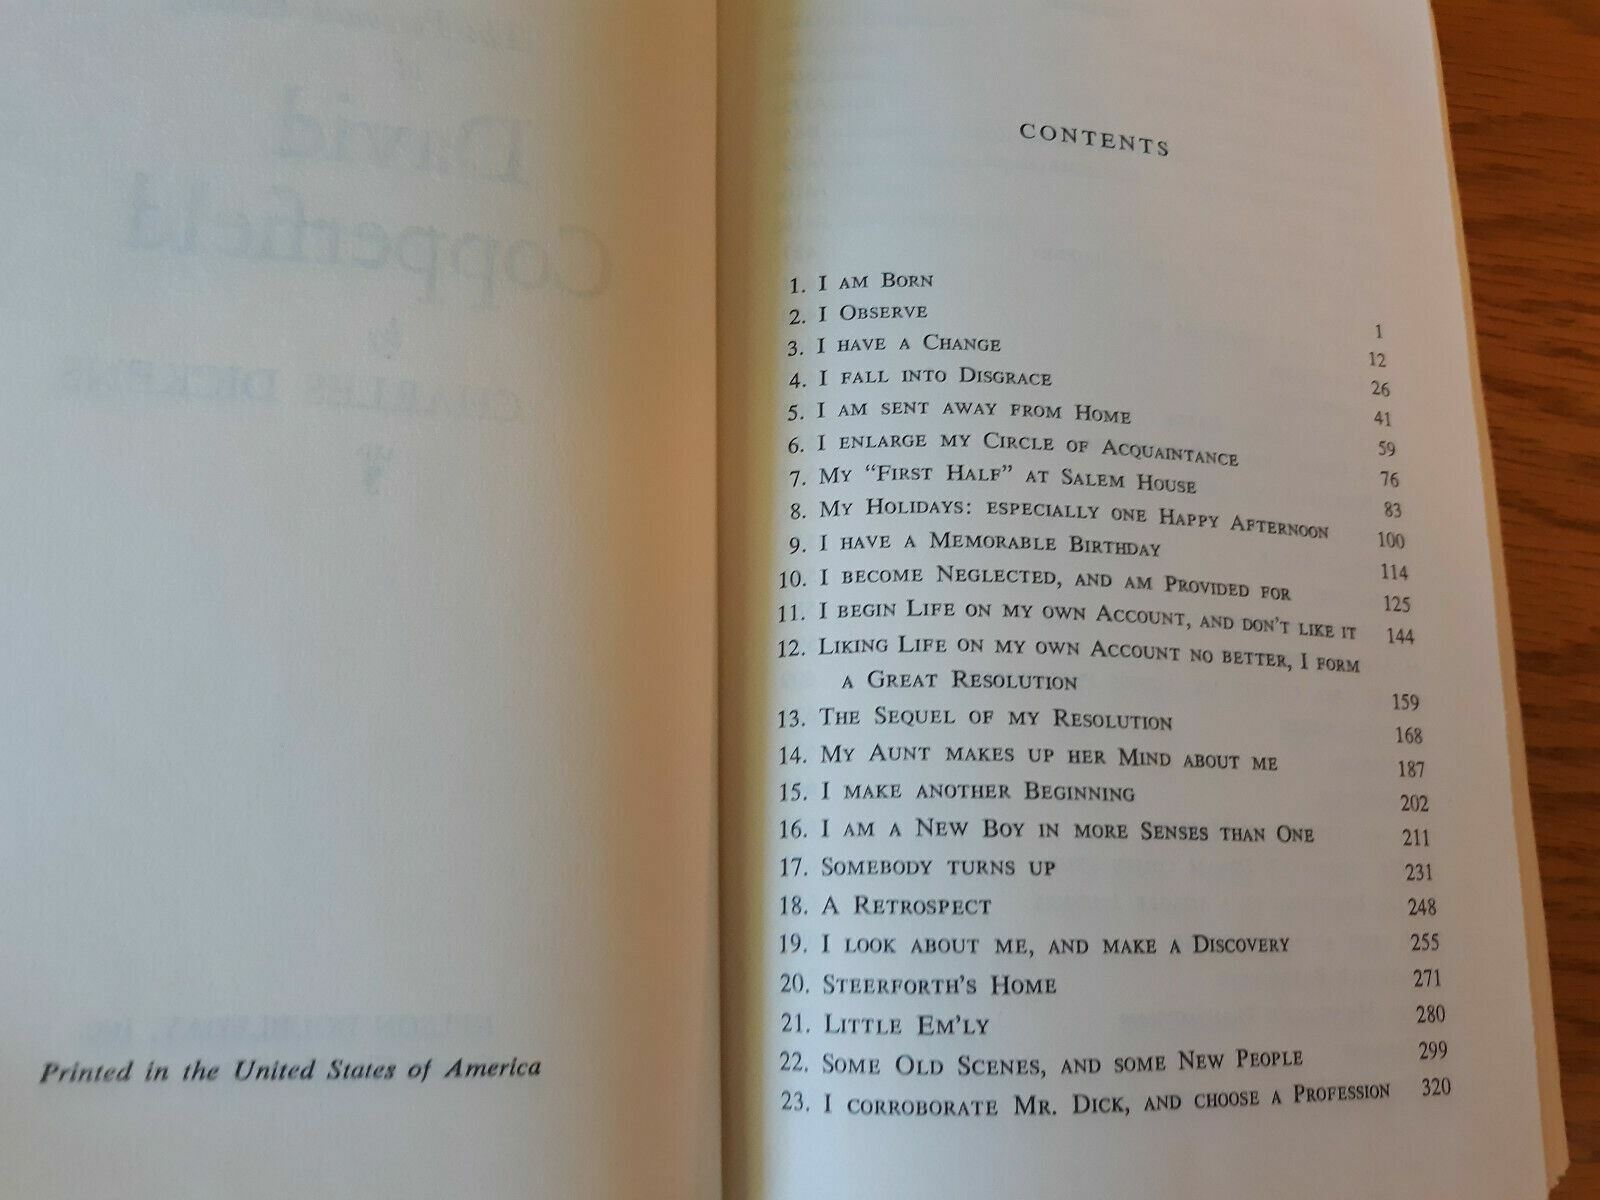 Printed in the United States of America
CONTENTS
1. I AM BORN 1
2. I OBSERVE 12
3. I HAVE A CHANGE 26
4. I FALL INTO DISGRACE 41
5. I AM SENT AWAY FROM HOME 59
6. I ENLARGE MY CIRCLE OF ACQUAINTANCE 76
7. MY “FIRST HALF” AT SALEM HOUSE 83
8. MY HOLIDAYS: ESPECIALLY ONE HAPPY AFTERNOON 100
9. I HAVE A MEMORABLE BIRTHDAY 114
10. I BECOME NEGLECTED, AND AM PROVIDED FOR 125
11. I BEGIN LIFE ON MY OWN ACCOUNT, AND DON'T LIKE IT 144
12. LIKING LIFE ON MY OWN ACCOUNT NO BETTER, I FORM
A GREAT RESOLUTION 159
13. THE SEQUEL OF MY RESOLUTION 168
14. MY AUNT MAKES UP HER MIND ABOUT ME 187
15. I MAKE ANOTHER BEGINNING 202
16. I AM A NEW BOY IN MORE SENSES THAN ONE 211
17. SOMEBODY TURNS UP 231
18. A RETROSPECT 248
19. I LOOK ABOUT ME, AND MAKE A DISCOVERY 255
20. STEERFORTH'S HOME 271
21. LITTLE EM'LY 280
22. SOME OLD SCENES, AND SOME NEW PEOPLE 299
23. I CORROBORATE MR. DICK, AND CHOOSE A PROFESSION 320